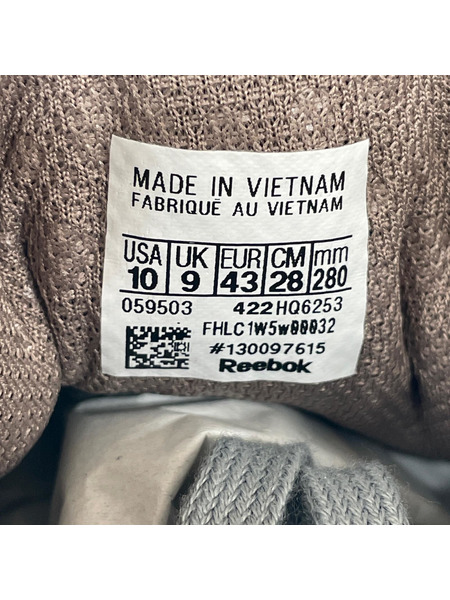 MADE IN VIETNAM
FABRIQUÉ AU VIETNAM
USA UK EUR CM mm
10 9 43 28 280
059503 422HQ6253
FHLC1W5w00032
#130097615
Reebok